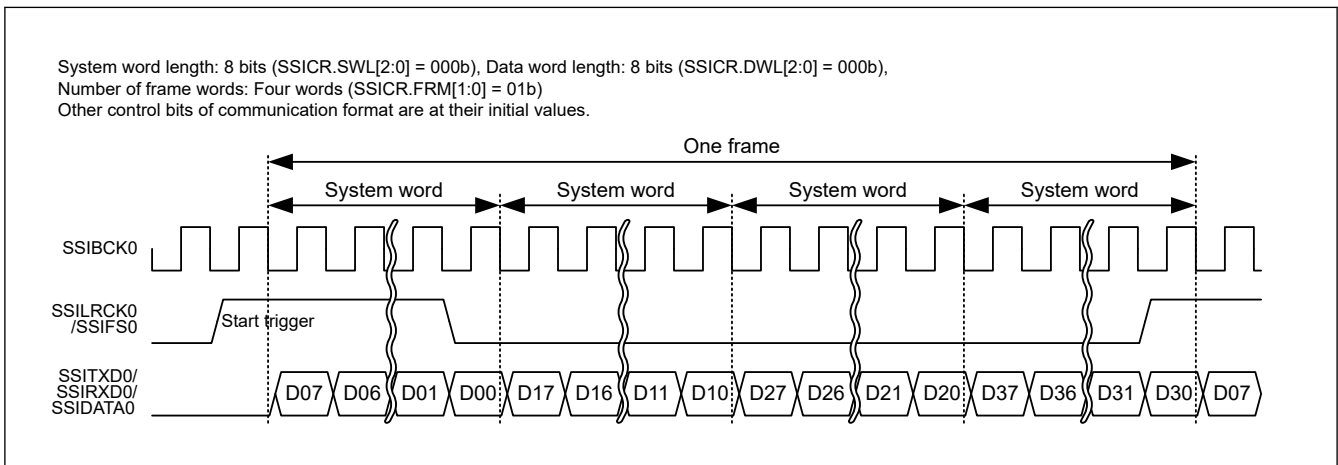 System word length: 8 bits (SSICR.SWL[2:0] = 000b), Data word length: 8 bits (SSICR.DWL[2:0] = 000b),
Number of frame words: Four words (SSICR.FRM[1:0] = 01b)
Other control bits of communication format are at their initial values.
One frame
System word System word System word System word
SSIBCK0
SSILRCK0
/SSIFS0
Start trigger
SSITXD0/
SSIRXD0/
SSIDATA0
D07 D06 D01 D00 D17 D16 D11 D10 D27 D26 D21 D20 D37 D36 D31 D30 D07